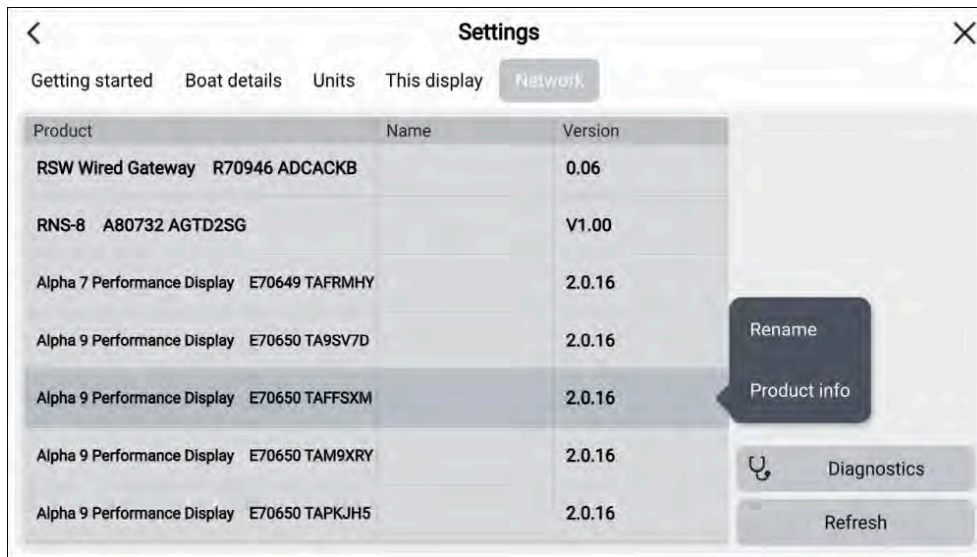 Settings
Getting started Boat details Units This display Network
Product Name Version
RSW Wired Gateway R70946 ADCACKB 0.06
RNS-8 A80732 AGTD2SG V1.00
Alpha 7 Performance Display E70649 TAFRMHY 2.0.16
Rename
Alpha 9 Performance Display E70650 TA9SV7D 2.0.16
Product info
Alpha 9 Performance Display E70650 TAFFSXM 2.0.16
Alpha 9 Performance Display E70650 TAM9XRY 2.0.16
Diagnostics
Alpha 9 Performance Display E70650 TAPKJH5 2.0.16
Refresh